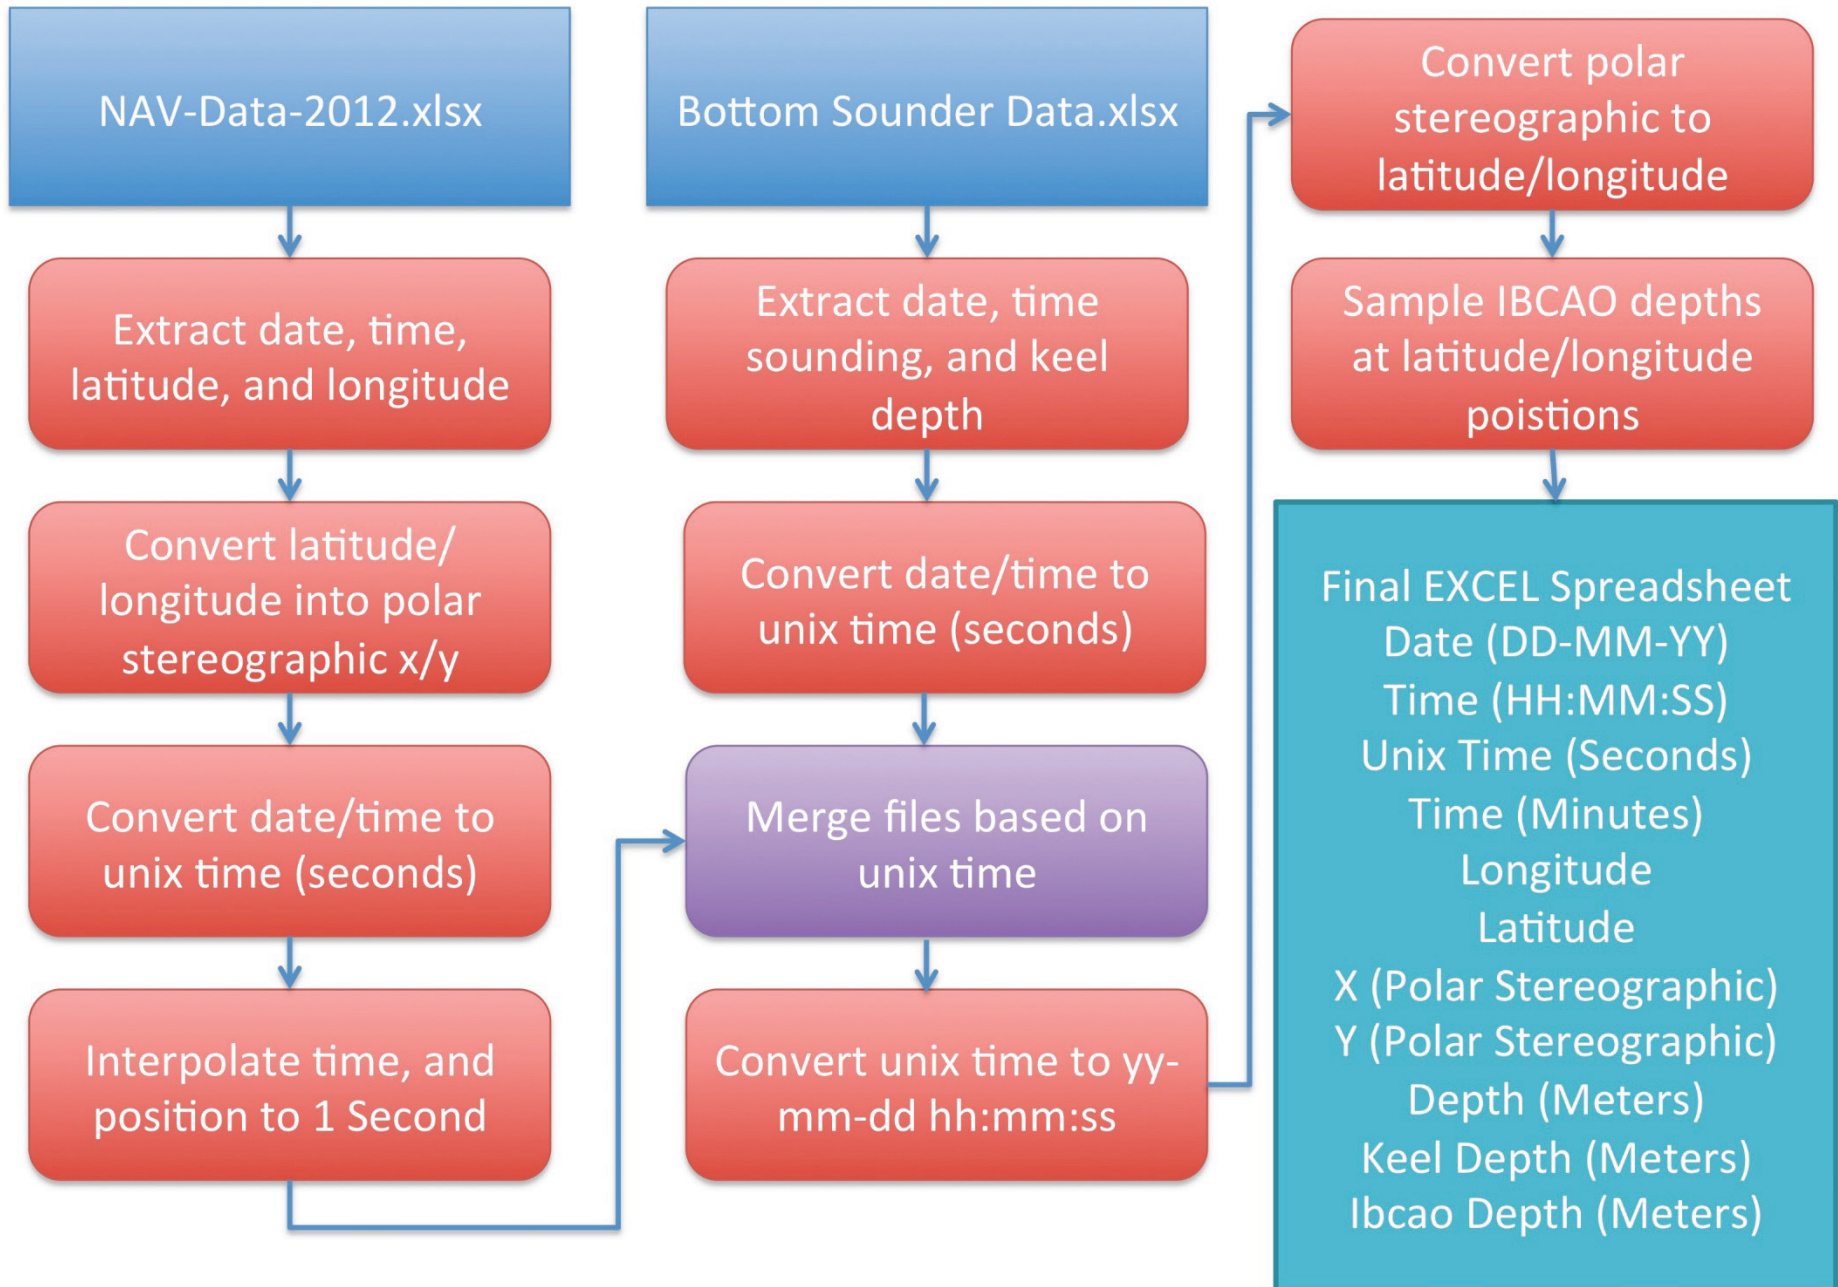 NAV-Data-2012.xlsx
Extract date, time,
latitude, and longitude
Convert latitude/
longitude into polar
stereographic x/y
Convert date/time to
unix time (seconds)
Interpolate time, and
position to 1 Second
Bottom Sounder Data.xlsx
Extract date, time
sounding, and keel
depth
Convert date/time to
unix time (seconds)
Merge files based on
unix time
Convert unix time to yy-
mm-dd hh:mm:ss
Convert polar
stereographic to
latitude/longitude
Sample IBCAO depths
at latitude/longitude
poistions
Final EXCEL Spreadsheet
Date (DD-MM-YY)
Time (HH:MM:SS)
Unix Time (Seconds)
Time (Minutes)
Longitude
Latitude
X (Polar Stereographic)
Y (Polar Stereographic)
Depth (Meters)
Keel Depth (Meters)
Ibcao Depth (Meters)